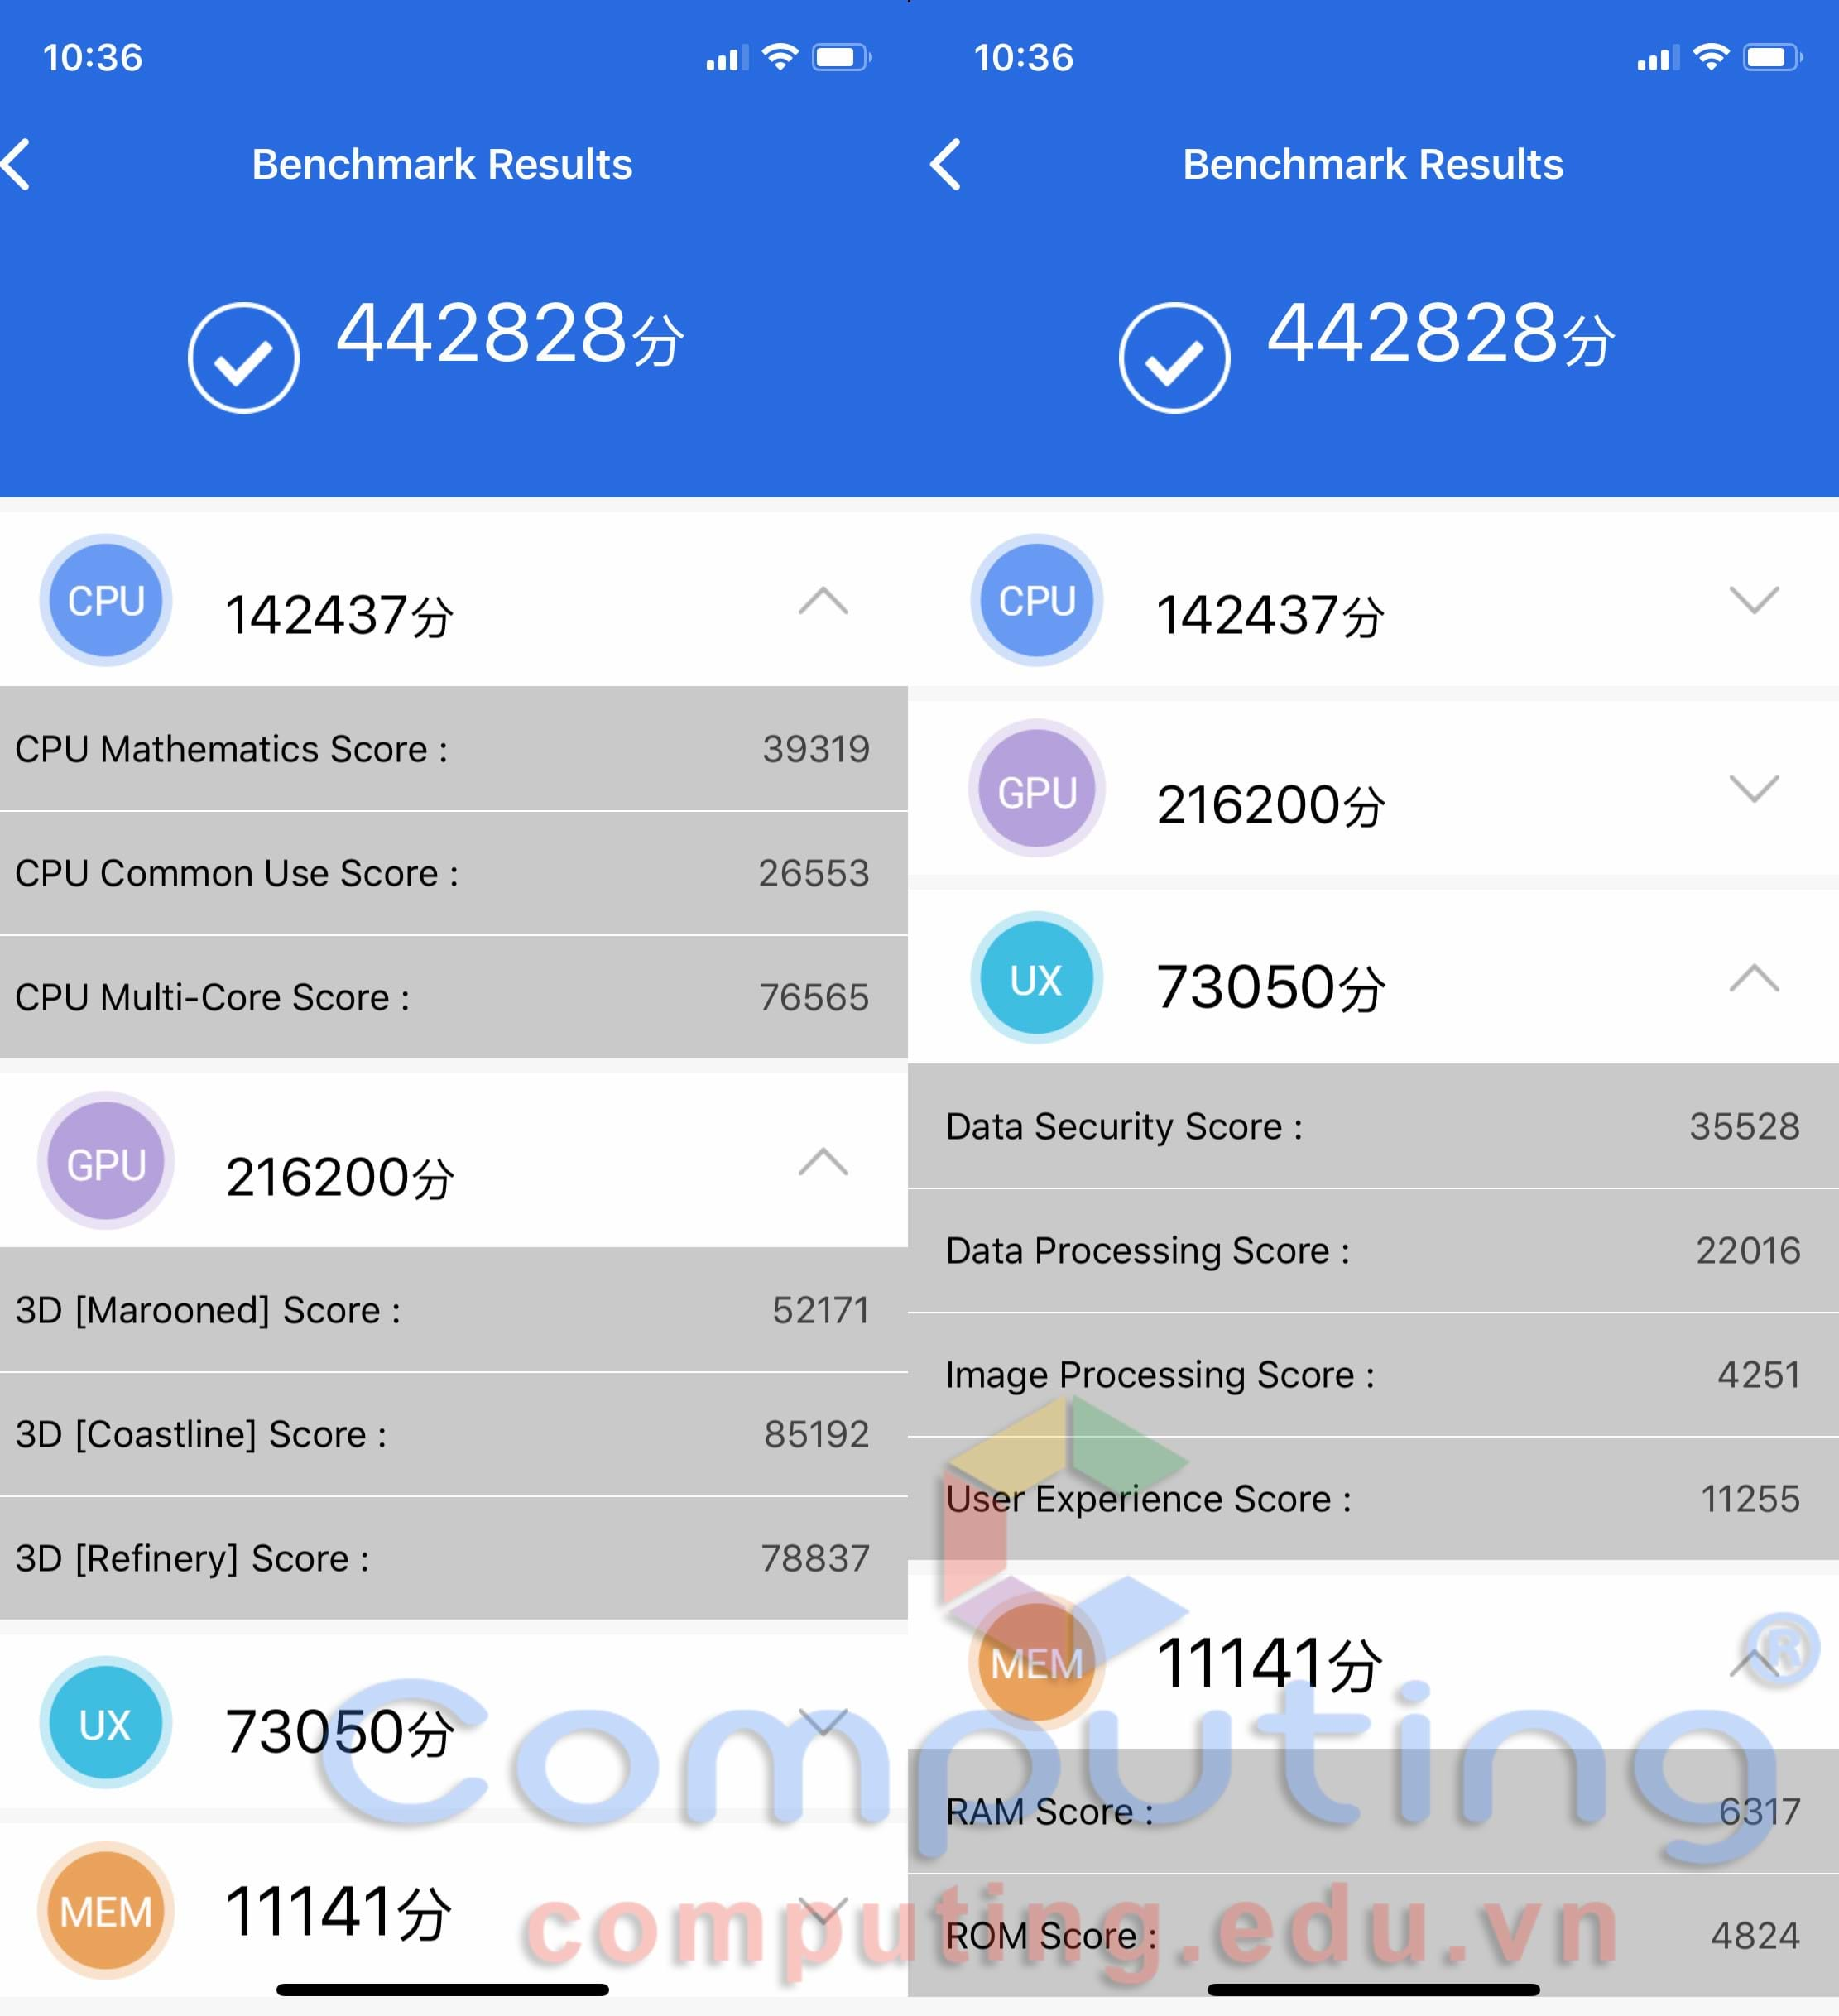 10:36
Benchmark Results
442828分
CPU 142437分
CPU Mathematics Score : 39319
CPU Common Use Score : 26553
CPU Multi-Core Score : 76565
GPU 216200分
3D [Marooned] Score : 52171
3D [Coastline] Score : 85192
3D [Refinery] Score : 78837
UX 73050分
MEM 11141分
10:36
Benchmark Results
442828分
CPU 142437分
GPU 216200分
UX 73050分
Data Security Score : 35528
Data Processing Score : 22016
Image Processing Score : 4251
User Experience Score : 11255
MEM 11141分
RAM Score : 6317
ROM Score : 4824
Computing®
computing.edu.vn